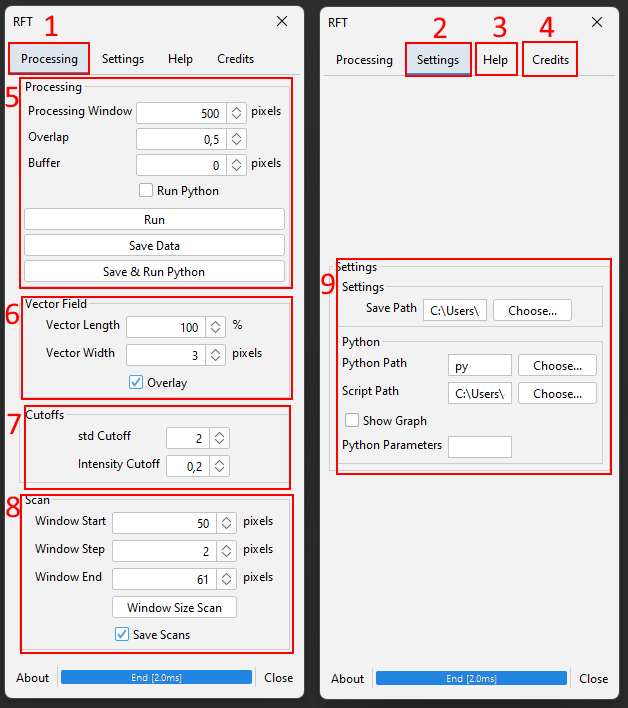 RFT
1
Processing Settings Help Credits
5
Processing
Processing Window 500 pixels
Overlap 0,5
Buffer 0 pixels
Run Python
Run
Save Data
Save & Run Python
6
Vector Field
Vector Length 100 %
Vector Width 3 pixels
Overlay
7
Cutoffs
std Cutoff 2
Intensity Cutoff 0,2
8
Scan
Window Start 50 pixels
Window Step 2 pixels
Window End 61 pixels
Window Size Scan
Save Scans
About End [2.0ms] Close
RFT
2 3 4
Processing Settings Help Credits
9
Settings
Settings
Save Path C:\Users\ Choose...
Python
Python Path py Choose...
Script Path C:\Users\ Choose...
Show Graph
Python Parameters
About End [2.0ms] Close